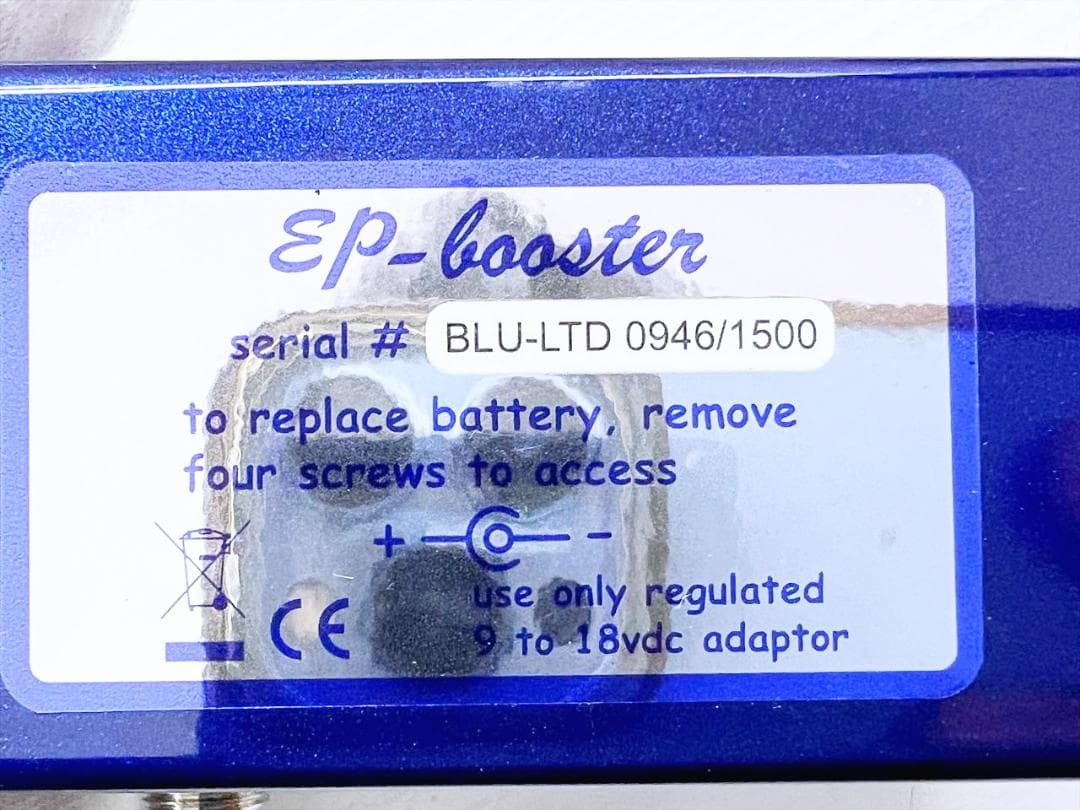 EP-booster
serial # BLU-LTD 0946/1500
to replace battery, remove
four screws to access
+ -
CE use only regulated
9 to 18vdc adaptor